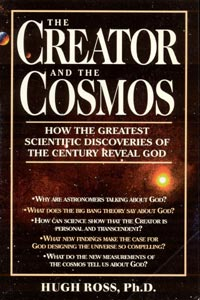 THE
CREATOR
AND THE
COSMOS
HOW THE GREATEST
SCIENTIFIC DISCOVERIES
OF THE CENTURY REVEAL GOD
•WHY ARE ASTRONOMERS TALKING ABOUT GOD?
•WHAT DOES THE BIG BANG THEORY SAY ABOUT GOD?
•HOW CAN SCIENCE SHOW THAT THE CREATOR IS
PERSONAL AND TRANSCENDENT?
•WHAT NEW FINDINGS MAKE THE CASE FOR
GOD DESIGNING THE UNIVERSE SO COMPELLING?
•WHAT DO THE NEW MEASUREMENTS OF
THE COSMOS TELL US ABOUT GOD?
HUGH ROSS, Ph.D.